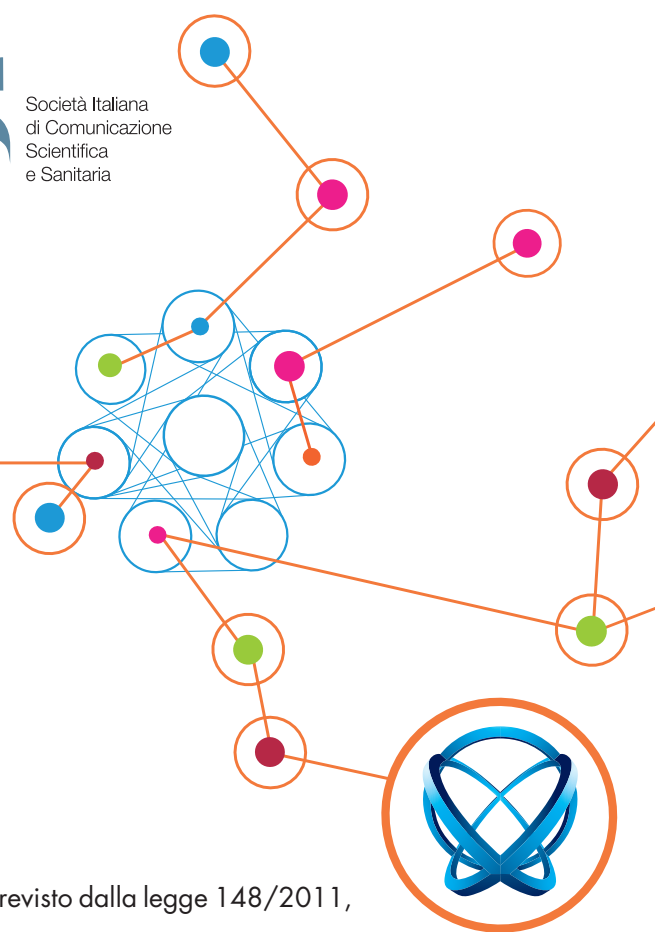 Società Italiana
di Comunicazione
Scientifica
e Sanitaria
revisto dalla legge 148/2011,